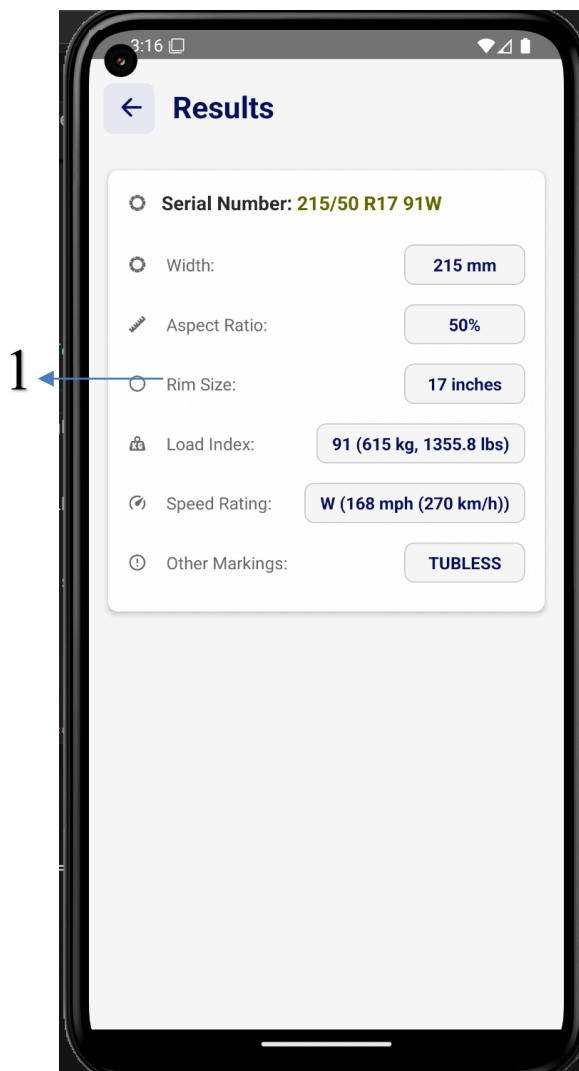 3:16
Results
Serial Number: 215/50 R17 91W
Width: 215 mm
Aspect Ratio: 50%
1 Rim Size: 17 inches
Load Index: 91 (615 kg, 1355.8 lbs)
Speed Rating: W (168 mph (270 km/h))
Other Markings: TUBLESS